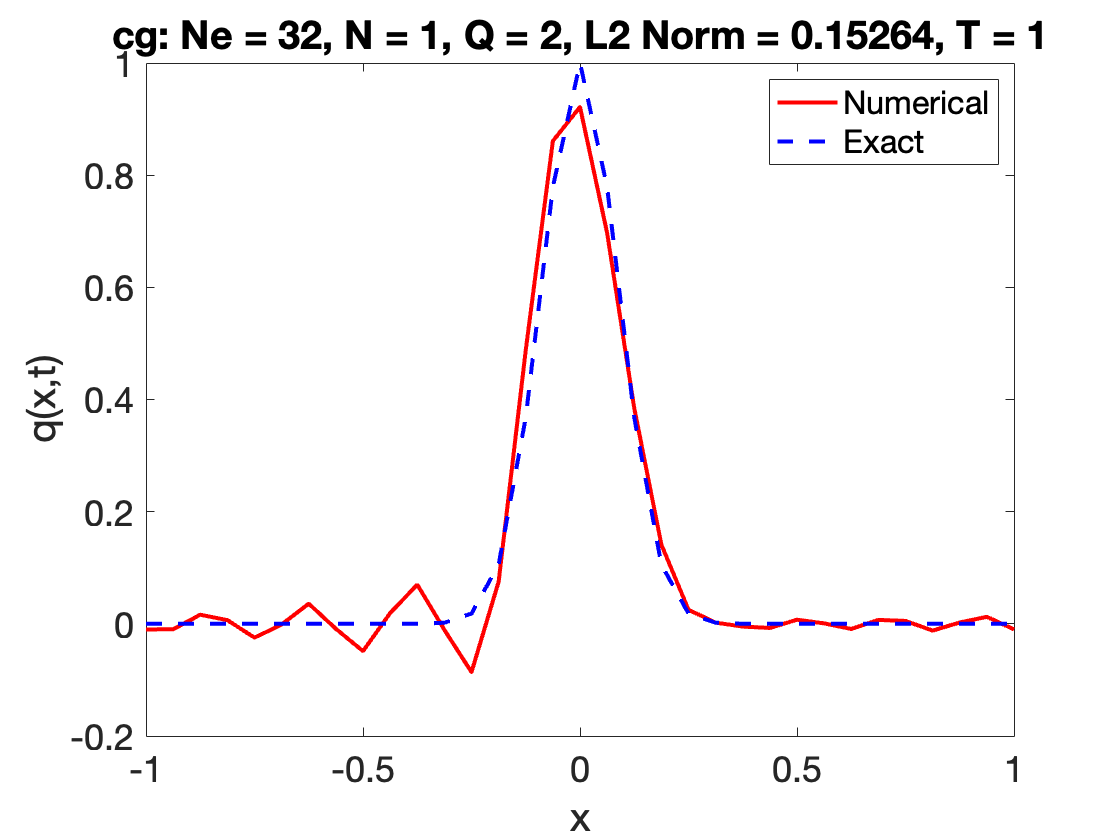 cg: Ne = 32, N = 1, Q = 2, L2 Norm = 0.15264, T = 1
Numerical
Exact
1
0.8
0.6
0.4
0.2
0
-0.2
q(x,t)
-1
-0.5
0
0.5
1
x